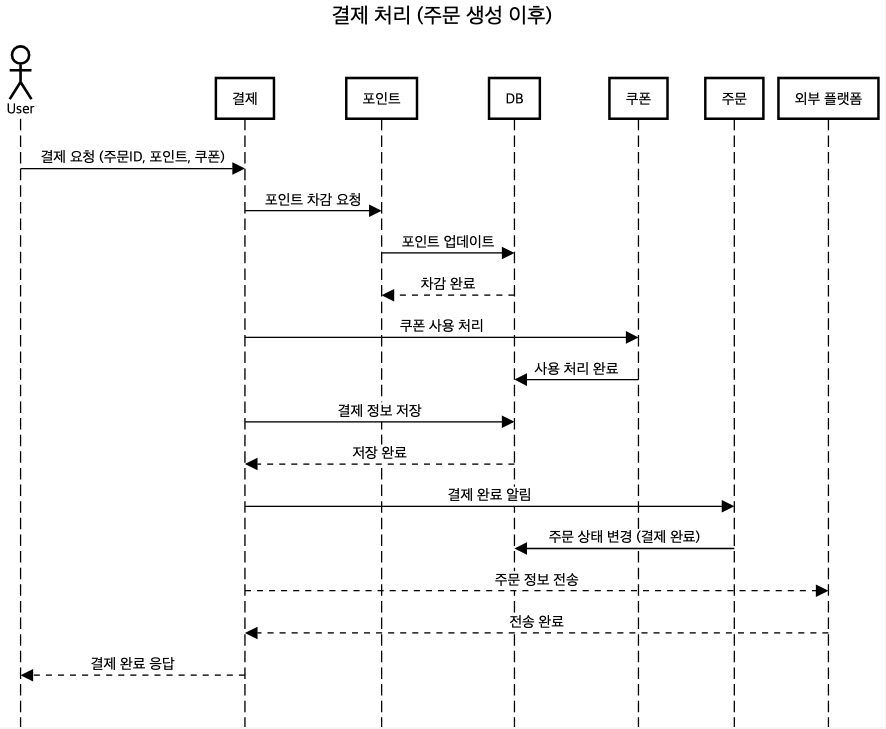 결제 처리 (주문 생성 이후)
User
결제
포인트
DB
쿠폰
주문
외부 플랫폼
결제 요청 (주문ID, 포인트, 쿠폰)
포인트 차감 요청
포인트 업데이트
차감 완료
쿠폰 사용 처리
사용 처리 완료
결제 정보 저장
저장 완료
결제 완료 알림
주문 상태 변경 (결제 완료)
주문 정보 전송
전송 완료
결제 완료 응답